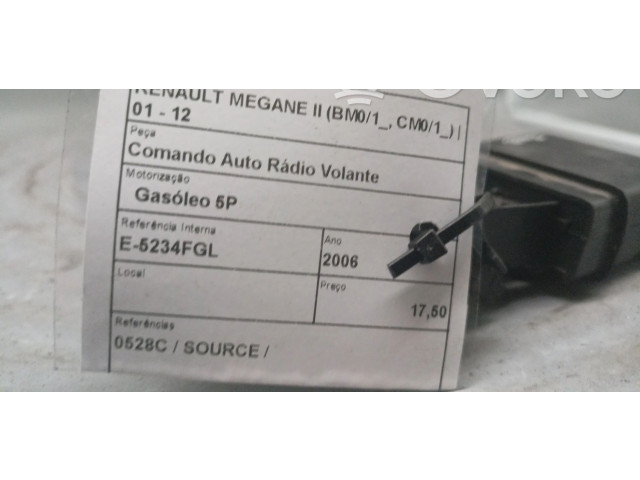 RENAULT MEGANE II (BM0/1_, CM0/1_) |
01 - 12
Peça
Comando Auto Rádio Volante
Motorização
Gasóleo 5P
Referência Interna
E-5234FGL
Ano
2006
Local
Preço
17,50
Referências
0528C / SOURCE /